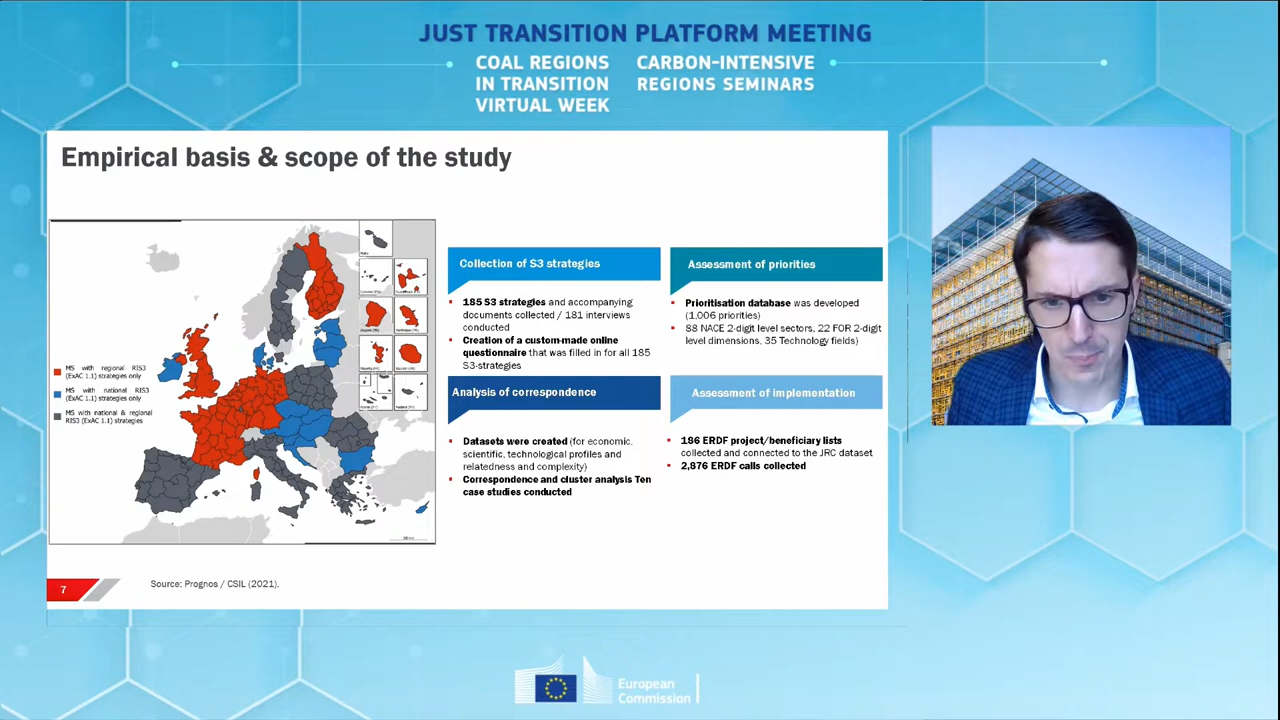 JUST TRANSITION PLATFORM MEETING
COAL REGIONS
IN TRANSITION
VIRTUAL WEEK
CARBON-INTENSIVE
REGIONS SEMINARS
Empirical basis & scope of the study
MS with regional RIS3
(ExAC 1.1) strategies only
MS with national RIS3
(ExAC 1.1) strategies only
MS with national & regional
RIS3 (ExAC 1.1) strategies
Collection of S3 strategies
185 S3 strategies and accompanying
documents collected / 181 interviews
conducted
Creation of a custom-made online
questionnaire that was filled in for all 185
S3-strategies
Assessment of priorities
Prioritisation database was developed
(1,006 priorities)
88 NACE 2-digit level sectors, 22 FOR 2-digit
level dimensions, 35 Technology fields)
Analysis of correspondence
Datasets were created (for economic,
scientific, technological profiles and
relatedness and complexity)
Correspondence and cluster analysis Ten
case studies conducted
Assessment of implementation
186 ERDF project/beneficiary lists
collected and connected to the JRC dataset
2,876 ERDF calls collected
7
Source: Prognos / CSIL (2021).
European
Commission